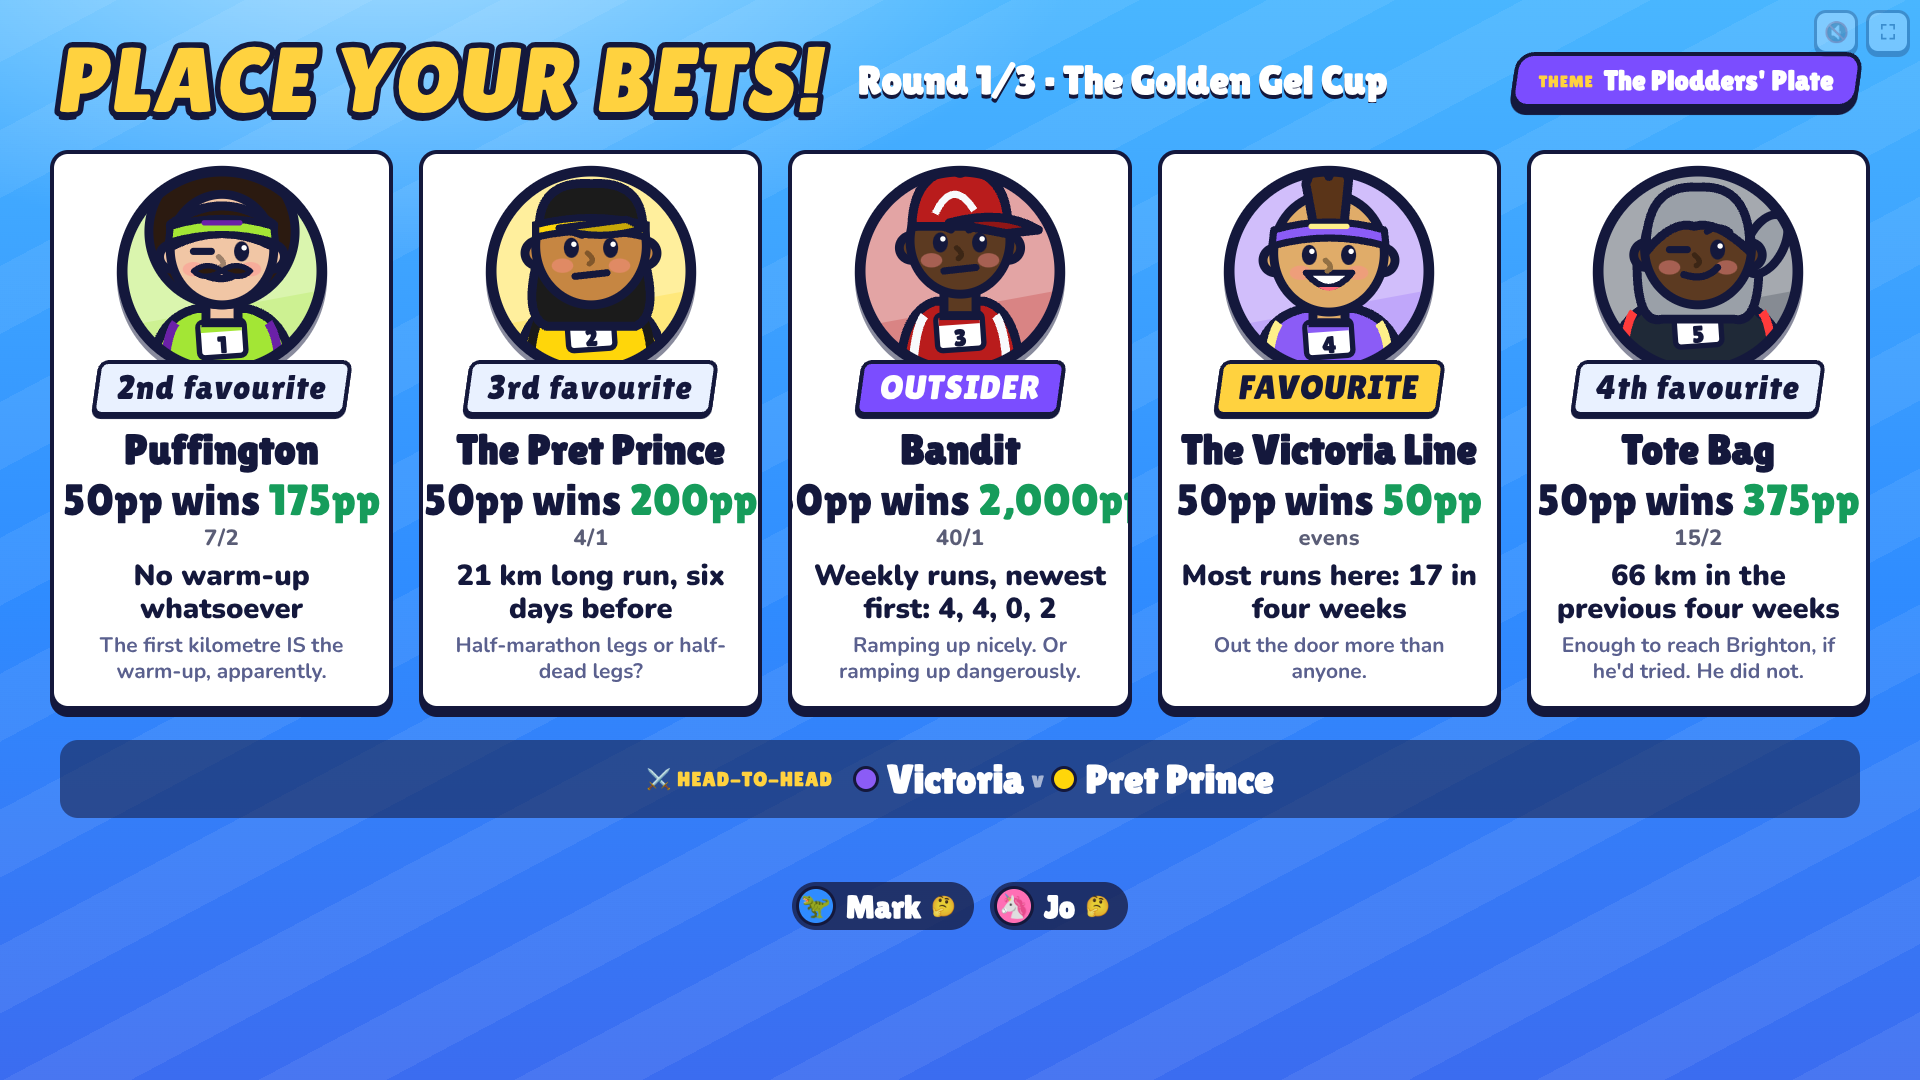 PLACE YOUR BETS!
Round 1/3 · The Golden Gel Cup
THEME The Plodders' Plate
1
2nd favourite
Puffington
50pp wins 175pp
7/2
No warm-up
whatsoever
The first kilometre IS the
warm-up, apparently.
2
3rd favourite
The Pret Prince
50pp wins 200pp
4/1
21 km long run, six
days before
Half-marathon legs or half-
dead legs?
3
OUTSIDER
Bandit
0pp wins 2,000p
40/1
Weekly runs, newest
first: 4, 4, 0, 2
Ramping up nicely. Or
ramping up dangerously.
4
FAVOURITE
The Victoria Line
50pp wins 50pp
evens
Most runs here: 17 in
four weeks
Out the door more than
anyone.
5
4th favourite
Tote Bag
50pp wins 375pp
15/2
66 km in the
previous four weeks
Enough to reach Brighton, if
he'd tried. He did not.
HEAD-TO-HEAD Victoria v Pret Prince
Mark
Jo